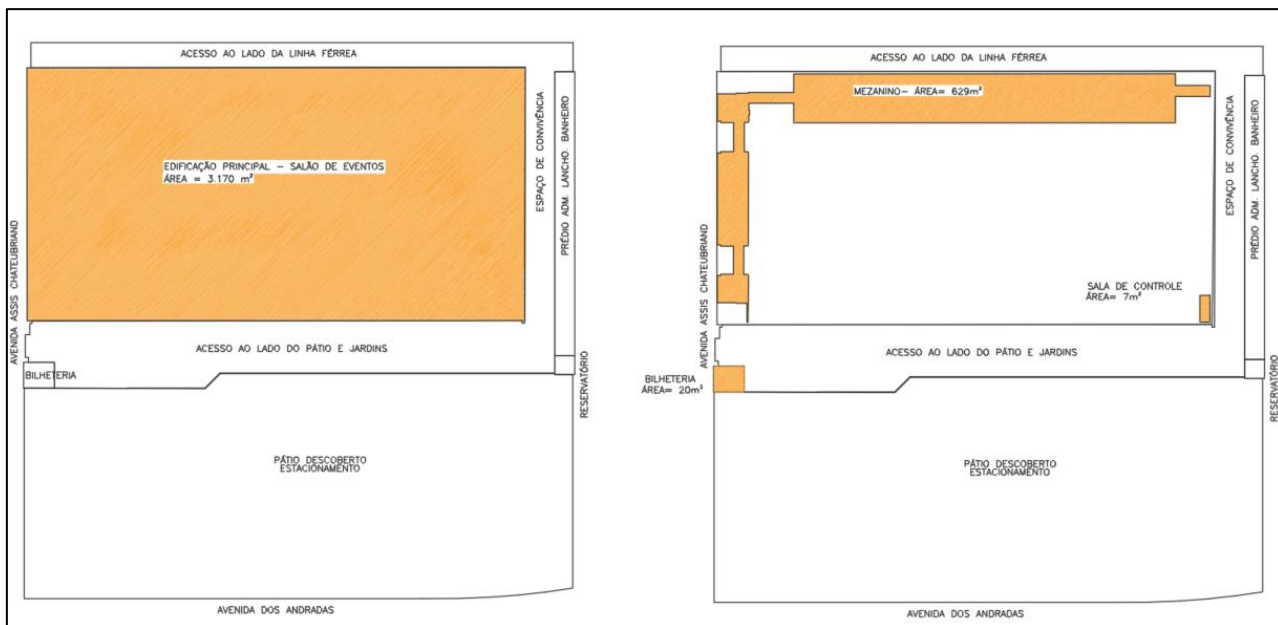 ACESSO AO LADO DA LINHA FÉRREA
EDIFICAÇÃO PRINCIPAL – SALÃO DE EVENTOS
ÁREA = 3.170 m²
ESPAÇO DE CONVIVÊNCIA
PRÉDIO ADM. LANCHO. BANHEIRO
AVENIDA ASSIS CHATEUBRIAND
ACESSO AO LADO DO PÁTIO E JARDINS
BILHETERIA
RESERVATÓRIO
PÁTIO DESCOBERTO
ESTACIONAMENTO
AVENIDA DOS ANDRADAS
ACESSO AO LADO DA LINHA FÉRREA
MEZANINO– ÁREA= 629m²
ESPAÇO DE CONVIVÊNCIA
PRÉDIO ADM. LANCHO. BANHEIRO
AVENIDA ASSIS CHATEUBRIAND
SALA DE CONTROLE
ÁREA= 7m²
ACESSO AO LADO DO PÁTIO E JARDINS
BILHETERIA
ÁREA= 20m²
RESERVATÓRIO
PÁTIO DESCOBERTO
ESTACIONAMENTO
AVENIDA DOS ANDRADAS